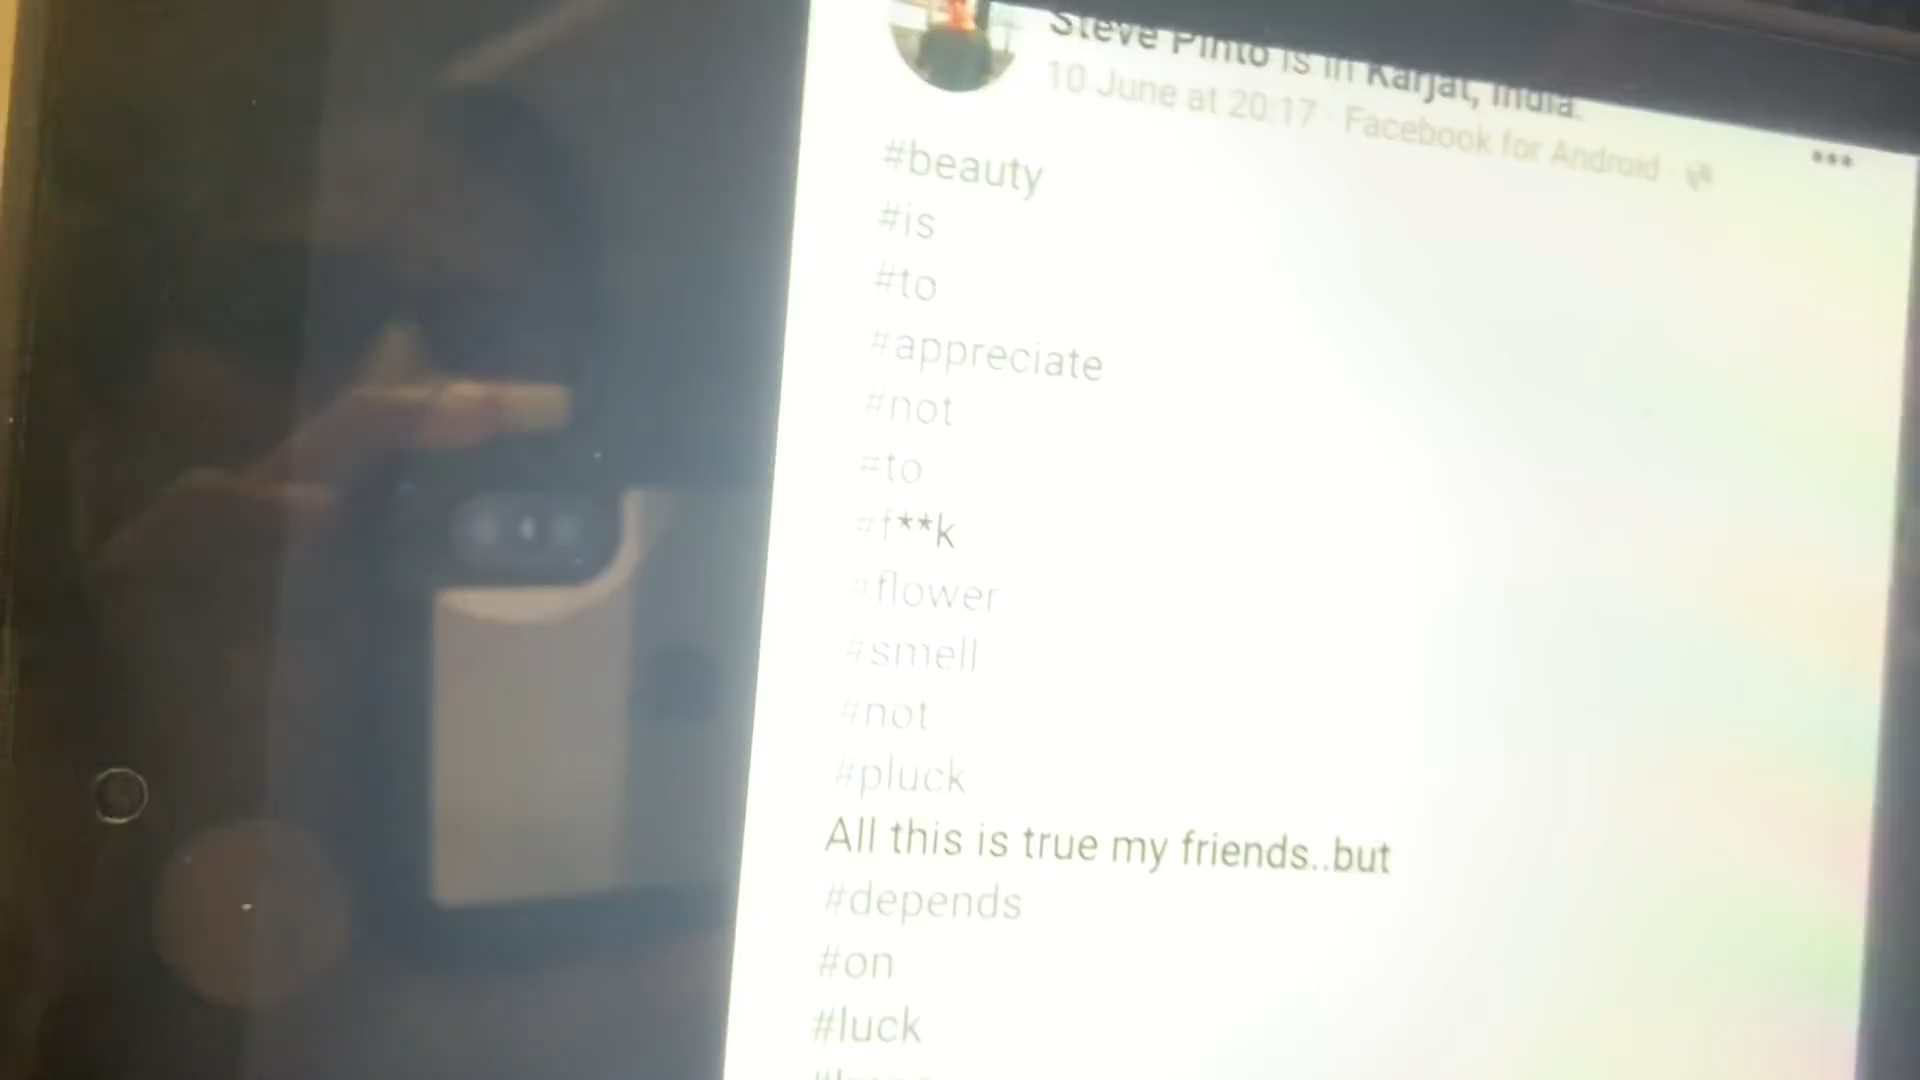 Steve Pinto is in Karjat, India.
10 June at 20:17 · Facebook for Android ·
#beauty
#is
#to
#appreciate
#not
#to
#f**k
#flower
#smell
#not
#pluck
All this is true my friends..but
#depends
#on
#luck